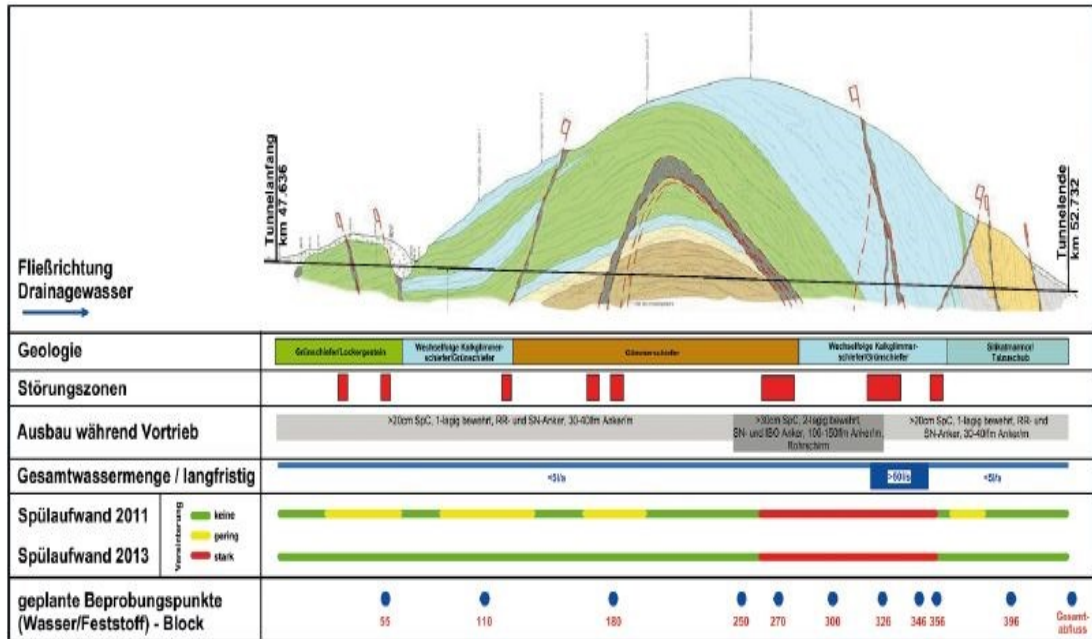 Tunnelanfang
km 47.636
Tunnelende
km 52.732
Fließrichtung
Drainagewasser
Geologie
Grünschiefer/Lockergestein
Wechselfolge Kalkglimmer-
schiefer/Grünschiefer
Glimmerschiefer
Wechselfolge Kalkglimmer-
schiefer/Grünschiefer
Silikatmarmor/
Talzuschub
Störungszonen
Ausbau während Vortrieb
>20cm SpC, 1-lagig bewehrt, RR- und SN-Anker, 30-40lfm Anker/m
>30cm SpC, 2-lagig bewehrt,
SN- und IBO Anker, 100-150lfm Anker/m,
Rohrschirm
>20cm SpC, 1-lagig bewehrt, RR- und
SN-Anker, 30-40lfm Anker/m
Gesamtwassermenge / langfristig
<5l/s
>50l/s
<5l/s
Spülaufwand 2011
Spülaufwand 2013
Versinterung
keine
gering
stark
geplante Beprobungspunkte
(Wasser/Feststoff) - Block
55
110
180
250
270
300
326
346
356
396
Gesamt-
abfluss